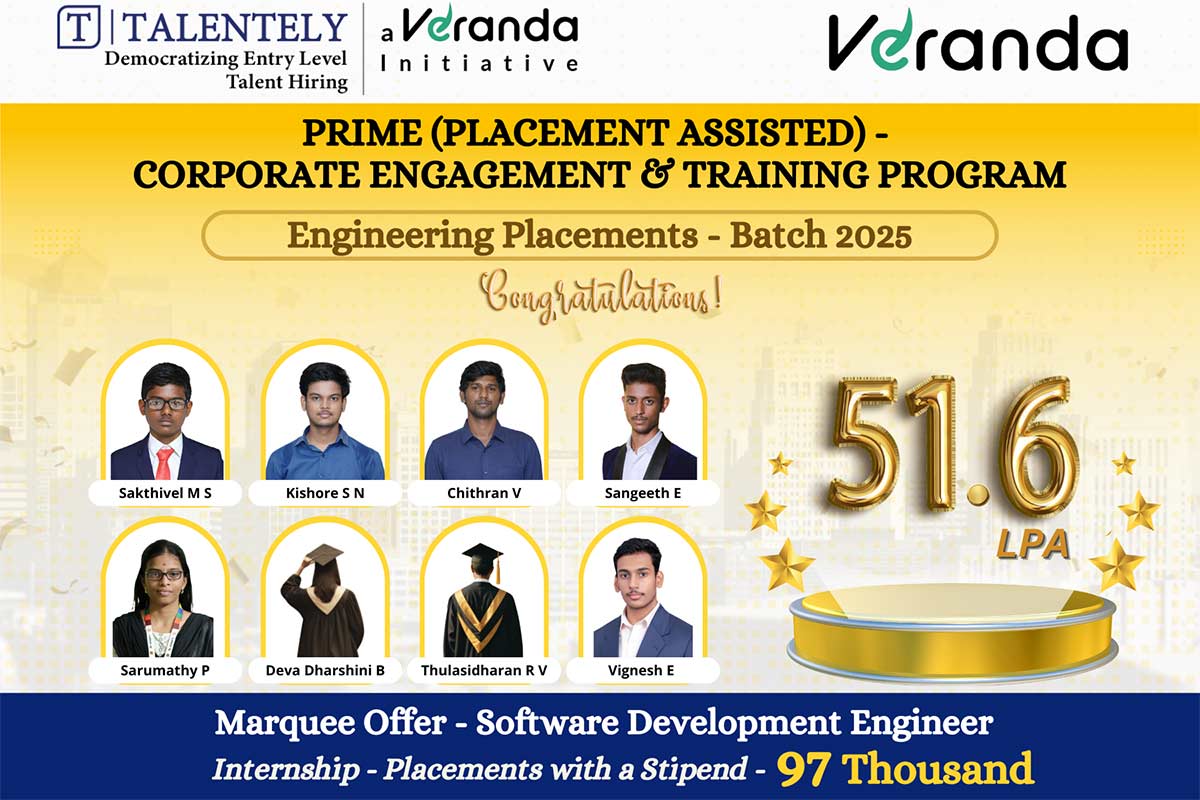 T TALENTELY
Democratizing Entry Level
Talent Hiring
a Veranda
Initiative
Veranda
PRIME (PLACEMENT ASSISTED) -
CORPORATE ENGAGEMENT & TRAINING PROGRAM
Engineering Placements - Batch 2025
Congratulations!
Sakthivel M S
Kishore S N
Chithran V
Sangeeth E
51.6
LPA
Sarumathy P
Deva Dharshini B
Thulasidharan R V
Vignesh E
Marquee Offer - Software Development Engineer
Internship - Placements with a Stipend - 97 Thousand